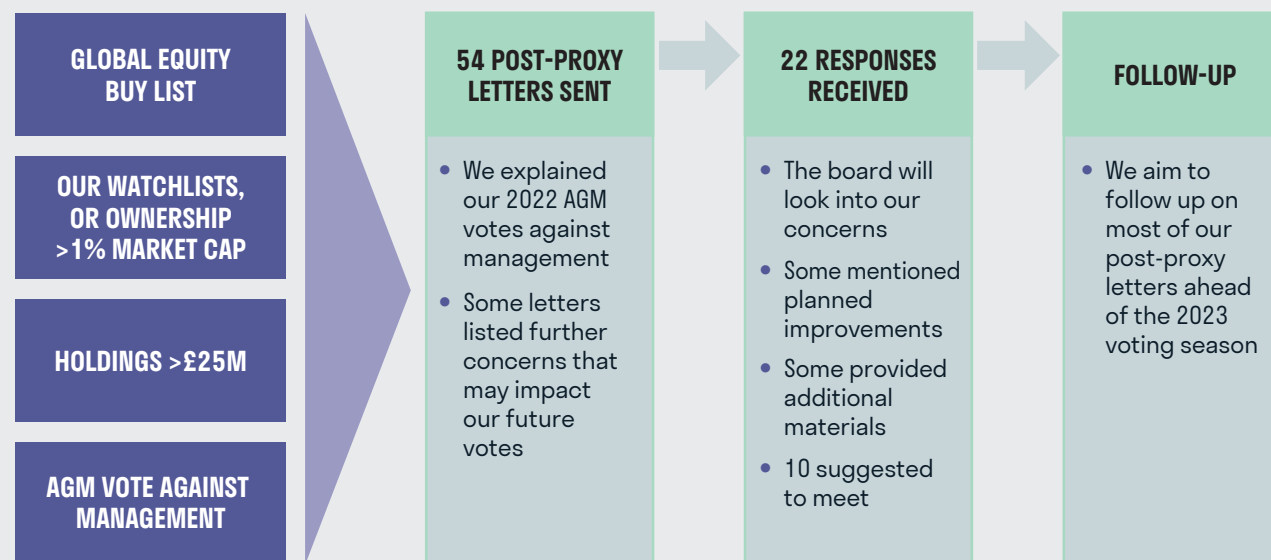 GLOBAL EQUITY
BUY LIST
OUR WATCHLISTS,
OR OWNERSHIP
>1% MARKET CAP
HOLDINGS >£25M
AGM VOTE AGAINST
MANAGEMENT
54 POST-PROXY
LETTERS SENT
• We explained
our 2022 AGM
votes against
management
• Some letters
listed further
concerns that
may impact
our future
votes
22 RESPONSES
RECEIVED
• The board will
look into our
concerns
• Some mentioned
planned
improvements
• Some provided
additional
materials
• 10 suggested
to meet
FOLLOW-UP
• We aim to
follow up on
most of our
post-proxy
letters ahead
of the 2023
voting season